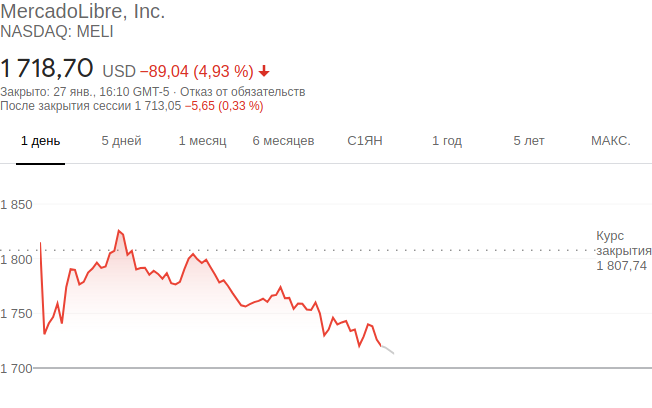 MercadoLibre, Inc.
NASDAQ: MELI
1 718,70 USD −89,04 (4,93 %)
Закрыто: 27 янв., 16:10 GMT-5 · Отказ от обязательств
После закрытия сессии 1 713,05 −5,65 (0,33 %)
1 день 5 дней 1 месяц 6 месяцев С1ЯН 1 год 5 лет МАКС.
1 850
Курс
закрытия
1 800
1 807,74
1 750
1 700